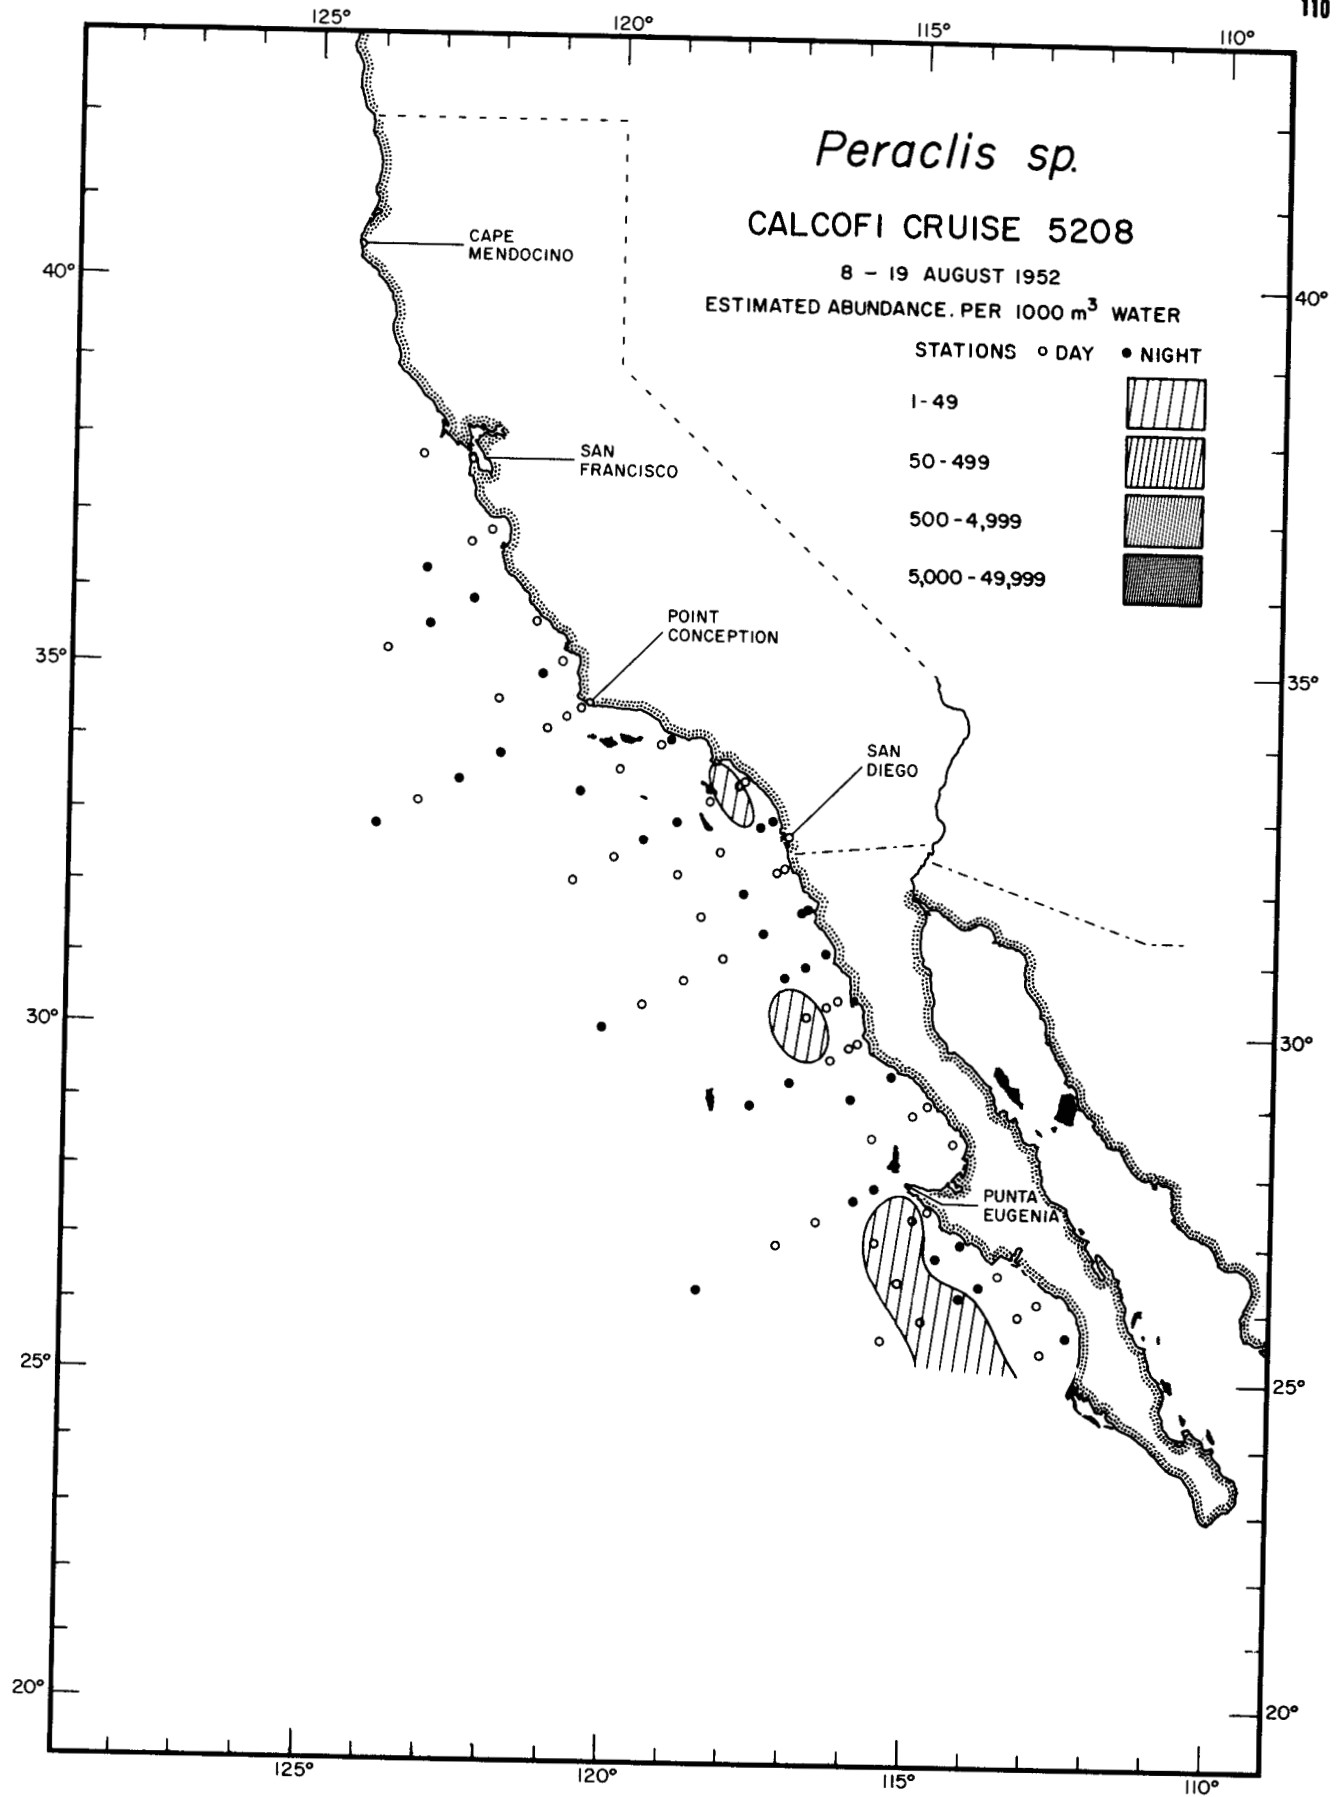 110
125° 120° 115° 110°
Peraclis sp.
CALCOFI CRUISE 5208
8 – 19 AUGUST 1952
ESTIMATED ABUNDANCE. PER 1000 m³ WATER
STATIONS ○ DAY ● NIGHT
1 - 49
50 - 499
500 - 4,999
5,000 - 49,999
CAPE
MENDOCINO
40° 40°
SAN
FRANCISCO
POINT
CONCEPTION
35° 35°
SAN
DIEGO
30° 30°
PUNTA
EUGENIA
25° 25°
20° 20°
125° 120° 115° 110°